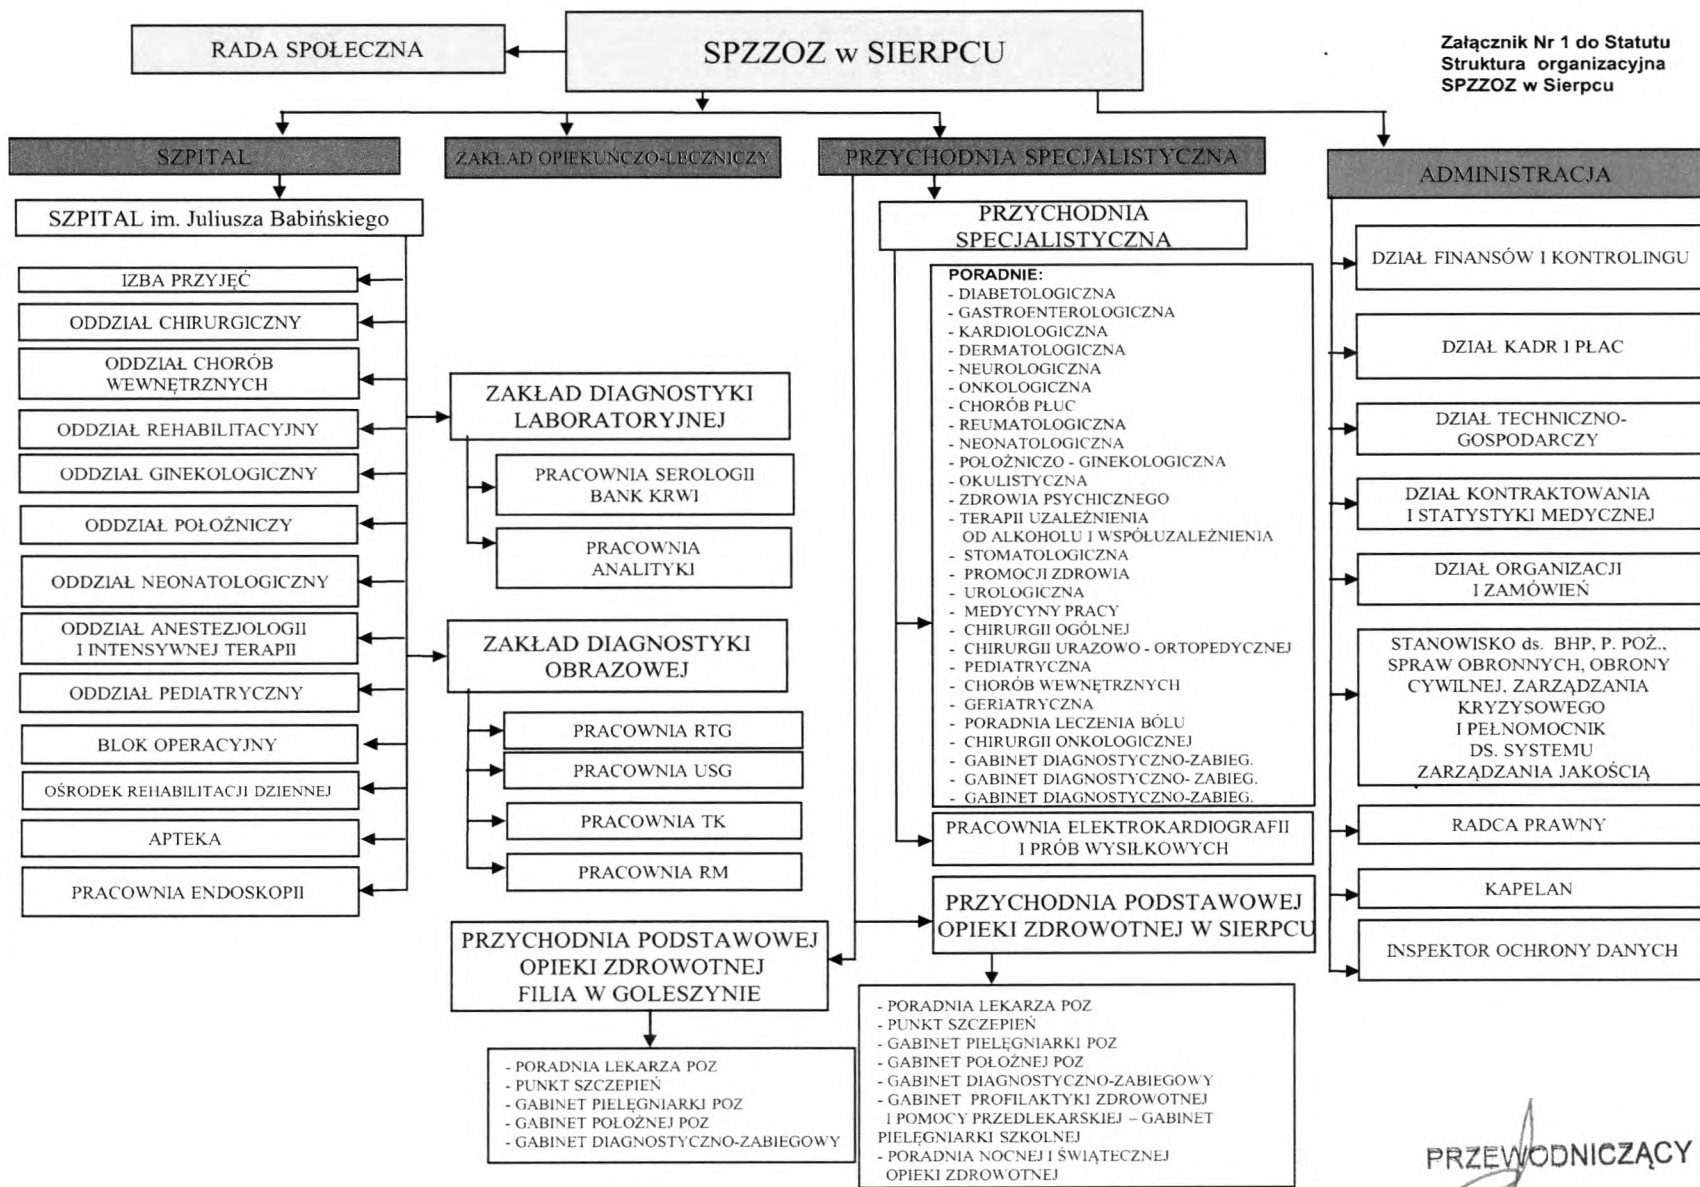 RADA SPOŁECZNA
SPZZOZ w SIERPCU
Załącznik Nr 1 do Statutu
Struktura organizacyjna
SPZZOZ w Sierpcu
SZPITAL
ZAKŁAD OPIEKUŃCZO-LECZNICZY
PRZYCHODNIA SPECJALISTYCZNA
ADMINISTRACJA
SZPITAL im. Juliusza Babińskiego
IZBA PRZYJĘĆ
ODDZIAŁ CHIRURGICZNY
ODDZIAŁ CHORÓB
WEWNĘTRZNYCH
ODDZIAŁ REHABILITACYJNY
ODDZIAŁ GINEKOLOGICZNY
ODDZIAŁ POŁOŻNICZY
ODDZIAŁ NEONATOLOGICZNY
ODDZIAŁ ANESTEZJOLOGII
I INTENSYWNEJ TERAPII
ODDZIAŁ PEDIATRYCZNY
BLOK OPERACYJNY
OŚRODEK REHABILITACJI DZIENNEJ
APTEKA
PRACOWNIA ENDOSKOPII
ZAKŁAD DIAGNOSTYKI
LABORATORYJNEJ
PRACOWNIA SEROLOGII
BANK KRWI
PRACOWNIA
ANALITYKI
ZAKŁAD DIAGNOSTYKI
OBRAZOWEJ
PRACOWNIA RTG
PRACOWNIA USG
PRACOWNIA TK
PRACOWNIA RM
PRZYCHODNIA PODSTAWOWEJ
OPIEKI ZDROWOTNEJ
FILIA W GOLESZYNIE
- PORADNIA LEKARZA POZ
- PUNKT SZCZEPIEŃ
- GABINET PIELĘGNIARKI POZ
- GABINET POŁOŻNEJ POZ
- GABINET DIAGNOSTYCZNO-ZABIEGOWY
PRZYCHODNIA
SPECJALISTYCZNA
PORADNIE:
- DIABETOLOGICZNA
- GASTROENTEROLOGICZNA
- KARDIOLOGICZNA
- DERMATOLOGICZNA
- NEUROLOGICZNA
- ONKOLOGICZNA
- CHORÓB PŁUC
- REUMATOLOGICZNA
- NEONATOLOGICZNA
- POŁOŻNICZO - GINEKOLOGICZNA
- OKULISTYCZNA
- ZDROWIA PSYCHICZNEGO
- TERAPII UZALEŻNIENIA
OD ALKOHOLU I WSPÓŁUZALEŻNIENIA
- STOMATOLOGICZNA
- PROMOCJI ZDROWIA
- UROLOGICZNA
- MEDYCYNY PRACY
- CHIRURGII OGÓLNEJ
- CHIRURGII URAZOWO - ORTOPEDYCZNEJ
- PEDIATRYCZNA
- CHORÓB WEWNĘTRZNYCH
- GERIATRYCZNA
- PORADNIA LECZENIA BÓLU
- CHIRURGII ONKOLOGICZNEJ
- GABINET DIAGNOSTYCZNO-ZABIEG.
- GABINET DIAGNOSTYCZNO- ZABIEG.
- GABINET DIAGNOSTYCZNO-ZABIEG.
PRACOWNIA ELEKTROKARDIOGRAFII
I PRÓB WYSIŁKOWYCH
PRZYCHODNIA PODSTAWOWEJ
OPIEKI ZDROWOTNEJ W SIERPCU
- PORADNIA LEKARZA POZ
- PUNKT SZCZEPIEŃ
- GABINET PIELĘGNIARKI POZ
- GABINET POŁOŻNEJ POZ
- GABINET DIAGNOSTYCZNO-ZABIEGOWY
- GABINET PROFILAKTYKI ZDROWOTNEJ
I POMOCY PRZEDLEKARSKIEJ – GABINET
PIELĘGNIARKI SZKOLNEJ
- PORADNIA NOCNEJ I ŚWIĄTECZNEJ
OPIEKI ZDROWOTNEJ
DZIAŁ FINANSÓW I KONTROLINGU
DZIAŁ KADR I PŁAC
DZIAŁ TECHNICZNO-
GOSPODARCZY
DZIAŁ KONTRAKTOWANIA
I STATYSTYKI MEDYCZNEJ
DZIAŁ ORGANIZACJI
I ZAMÓWIEŃ
STANOWISKO ds. BHP, P. POŻ.,
SPRAW OBRONNYCH, OBRONY
CYWILNEJ, ZARZĄDZANIA
KRYZYSOWEGO
I PEŁNOMOCNIK
DS. SYSTEMU
ZARZĄDZANIA JAKOŚCIĄ
RADCA PRAWNY
KAPELAN
INSPEKTOR OCHRONY DANYCH
PRZEWODNICZĄCY